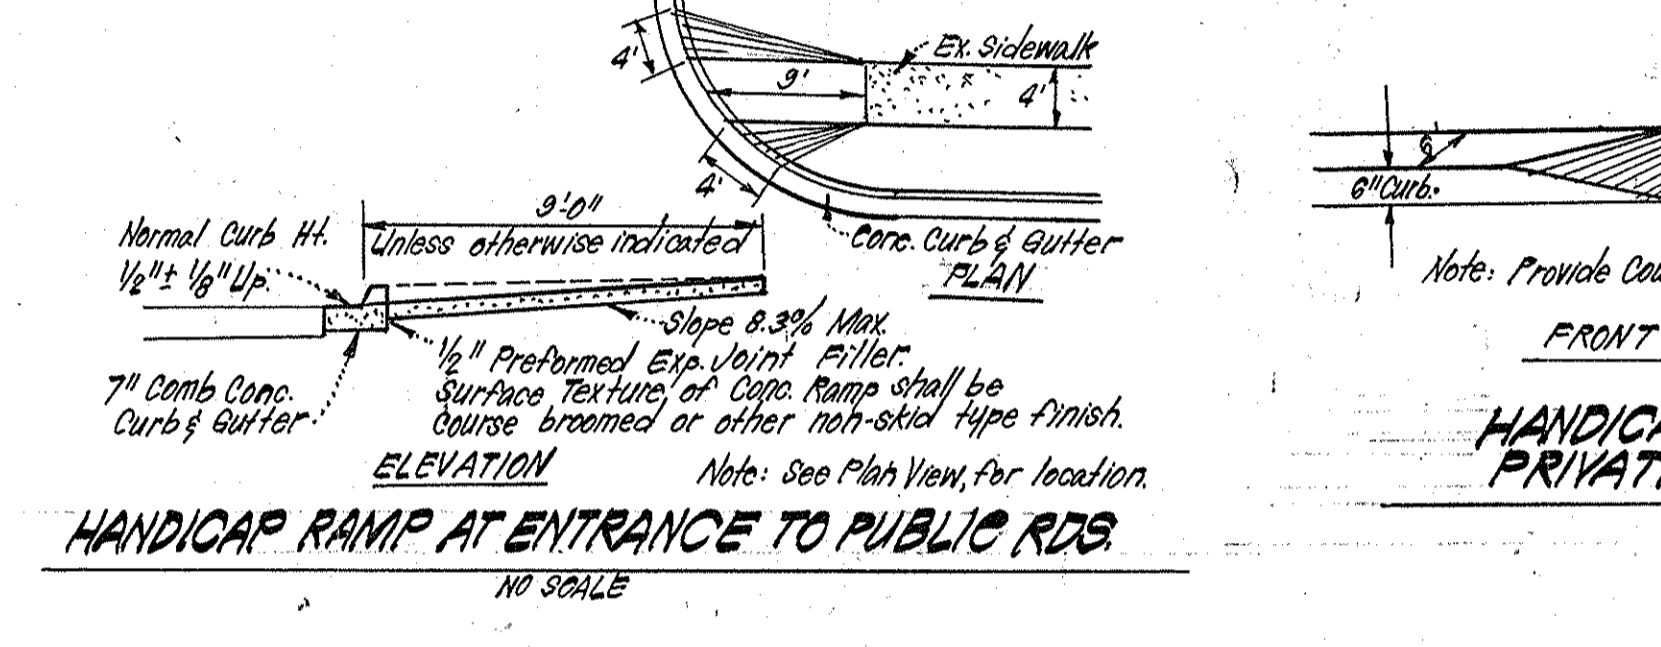 4'
Ex. Sidewalk
9'
4'
4'
Conc. Curb & Gutter
PLAN
9'-0"
Unless otherwise indicated
Normal Curb Ht.
1/2" ± 1/8" Up.
Slope 8.3% Max.
1/2" Preformed Exp. Joint Filler.
7" Comb Conc.
Curb & Gutter
Surface Texture of Conc. Ramp shall be
Course broomed or other non-skid type finish.
ELEVATION
Note: See Plan View, for location.
HANDICAP RAMP AT ENTRANCE TO PUBLIC RDS.
NO SCALE
6" Curb.
Note: Provide Cou
FRONT
HANDICA
PRIVAT